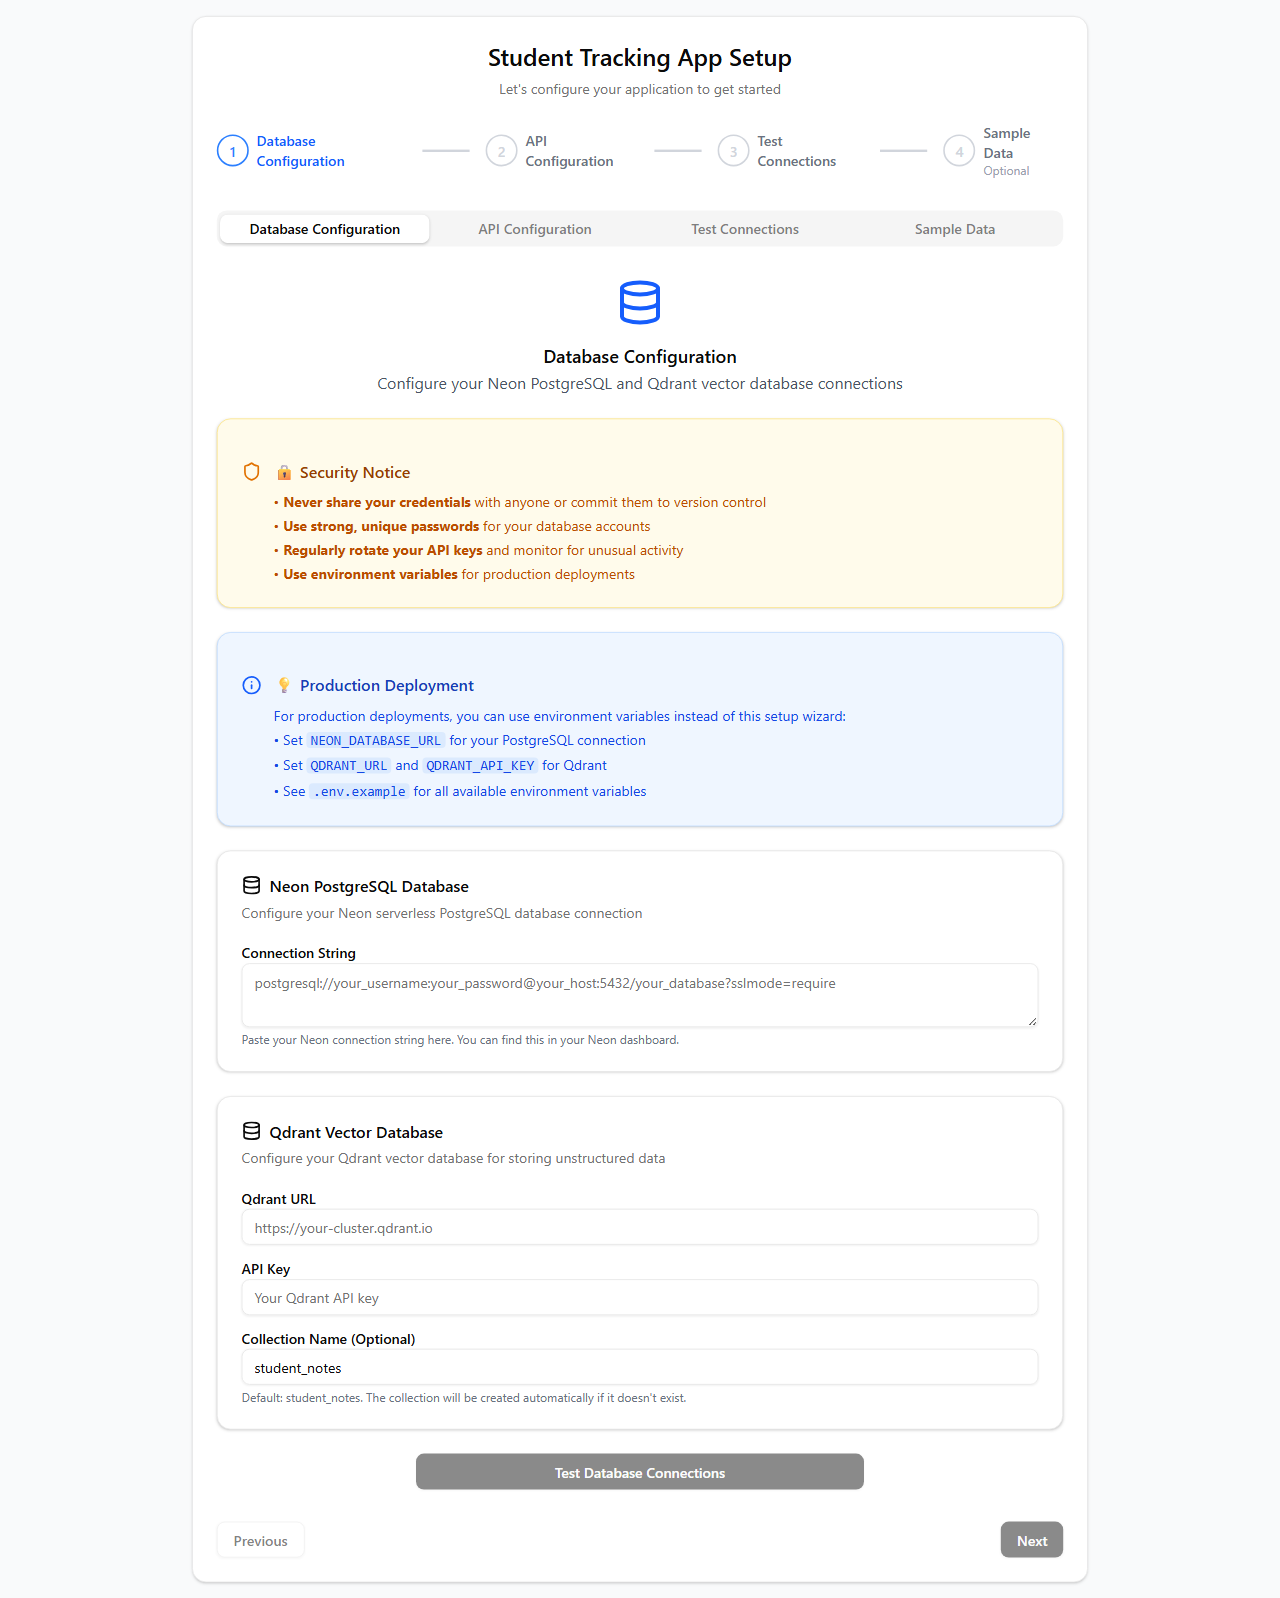 Student Tracking App Setup
Let's configure your application to get started
1
Database
Configuration
2
API
Configuration
3
Test
Connections
4
Sample
Data
Optional
Database Configuration
API Configuration
Test Connections
Sample Data
Database Configuration
Configure your Neon PostgreSQL and Qdrant vector database connections
🔒 Security Notice
• Never share your credentials with anyone or commit them to version control
• Use strong, unique passwords for your database accounts
• Regularly rotate your API keys and monitor for unusual activity
• Use environment variables for production deployments
💡 Production Deployment
For production deployments, you can use environment variables instead of this setup wizard:
• Set NEON_DATABASE_URL for your PostgreSQL connection
• Set QDRANT_URL and QDRANT_API_KEY for Qdrant
• See .env.example for all available environment variables
Neon PostgreSQL Database
Configure your Neon serverless PostgreSQL database connection
Connection String
postgresql://your_username:your_password@your_host:5432/your_database?sslmode=require
Paste your Neon connection string here. You can find this in your Neon dashboard.
Qdrant Vector Database
Configure your Qdrant vector database for storing unstructured data
Qdrant URL
https://your-cluster.qdrant.io
API Key
Your Qdrant API key
Collection Name (Optional)
student_notes
Default: student_notes. The collection will be created automatically if it doesn't exist.
Test Database Connections
Previous
Next